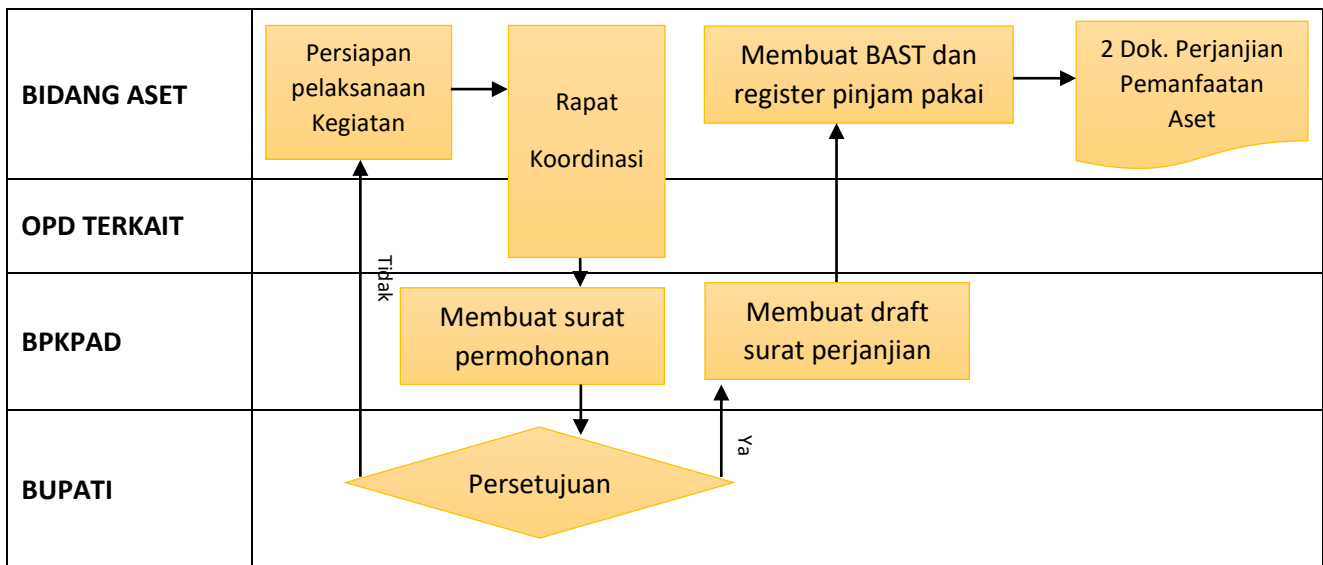 BIDANG ASET
Persiapan
pelaksanaan
Kegiatan
Rapat
Koordinasi
Membuat BAST dan
register pinjam pakai
2 Dok. Perjanjian
Pemanfaatan
Aset
OPD TERKAIT
Tidak
BPKPAD
Membuat surat
permohonan
Membuat draft
surat perjanjian
BUPATI
Persetujuan
Ya